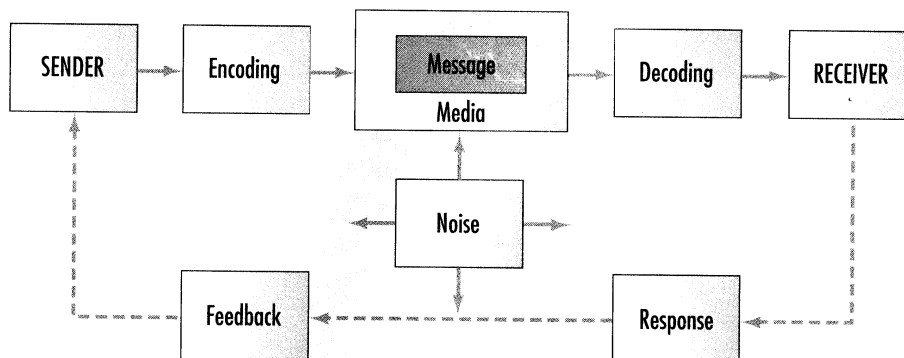 SENDER
Encoding
Message
Media
Decoding
RECEIVER
Noise
Feedback
Response